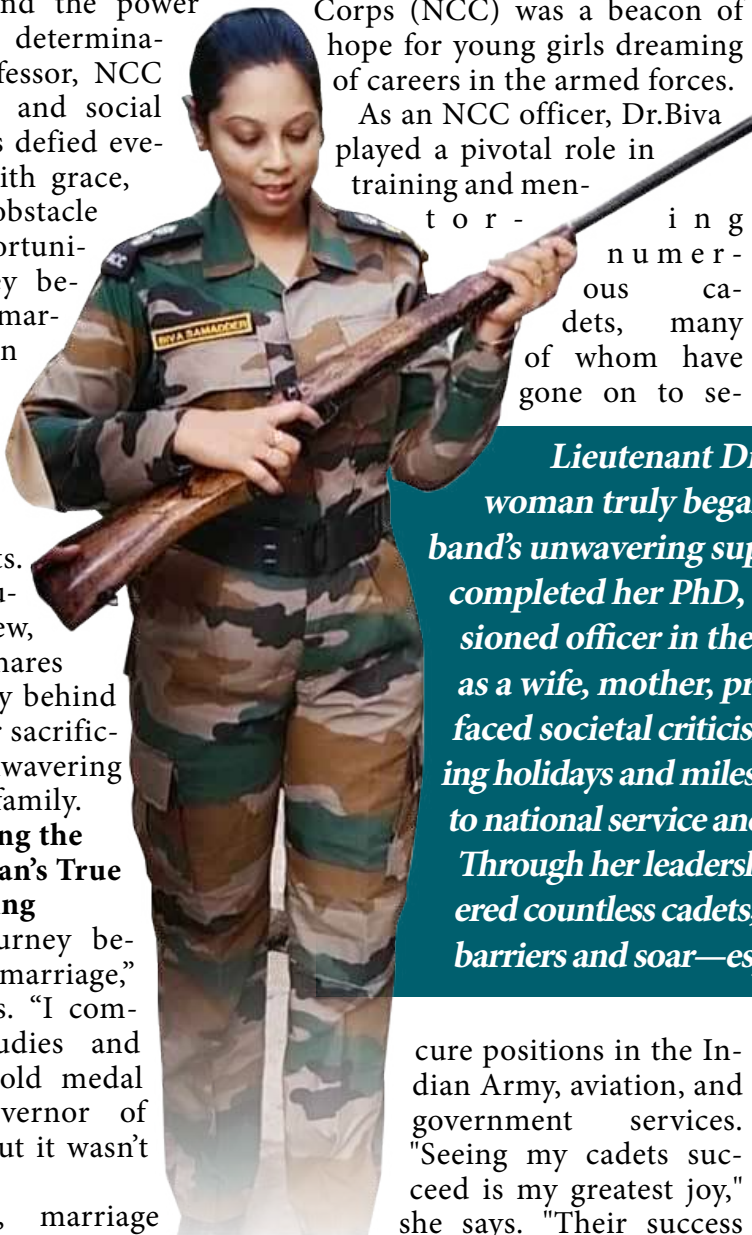 nd the power
determina-
fessor, NCC
and social
s defied eve-
ith grace,
obstacle
ortuni-
ey be-
mar-
n
ts.
u-
ew,
hares
y behind
r sacrific-
wavering
family.
ng the
an’s True
ng
urney be-
marriage,”
s. “I com-
udies and
old medal
vernor of
ut it wasn’t
, marriage
NCC
BIVA SAMADDER
Corps (NCC) was a beacon of
hope for young girls dreaming
of careers in the armed forces.
As an NCC officer, Dr.Biva
played a pivotal role in
training and men-
tor- ing
numer-
ous ca-
dets, many
of whom have
gone on to se-
Lieutenant D
woman truly bega
band’s unwavering sup
completed her PhD,
sioned officer in the
as a wife, mother, pr
faced societal criticis
ing holidays and miles
to national service and
Through her leadersh
ered countless cadets,
barriers and soar—es
cure positions in the In-
dian Army, aviation, and
government services.
"Seeing my cadets suc-
ceed is my greatest joy,"
she says. "Their success